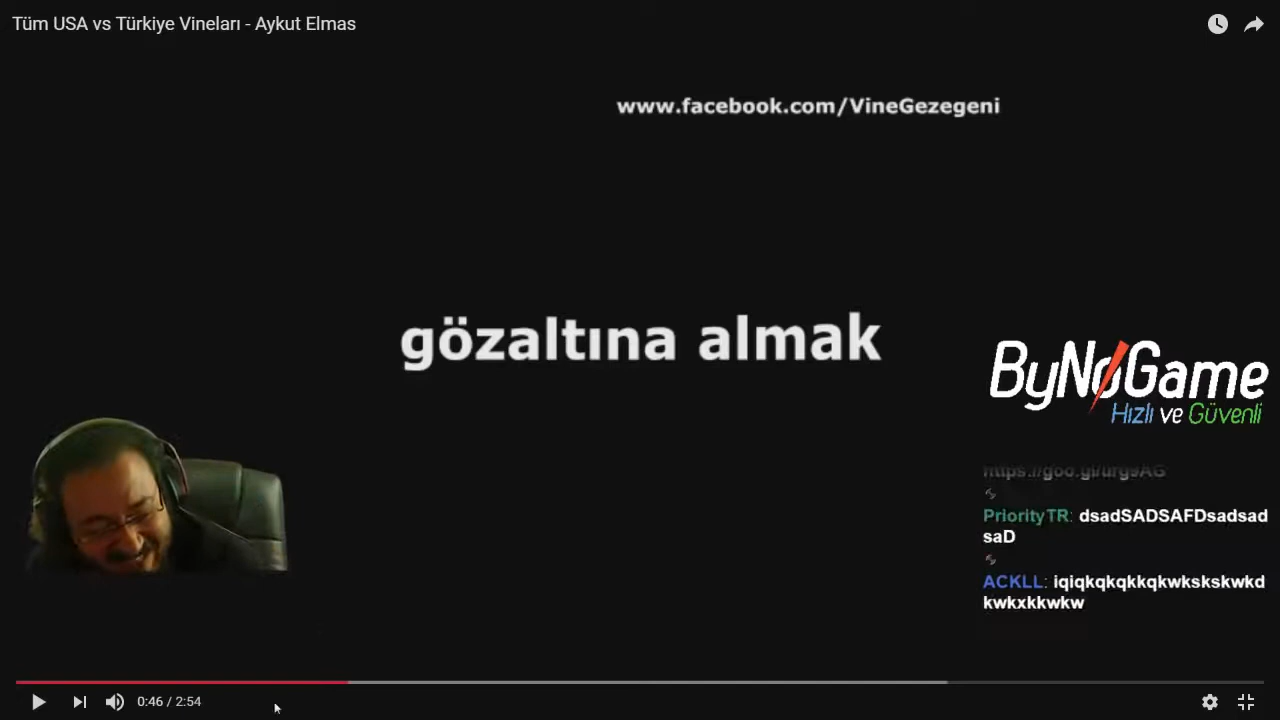 Tüm USA vs Türkiye Vineları - Aykut Elmas
www.facebook.com/VineGezegeni
gözaltına almak
ByNoGame
Hızlı ve Güvenli
PriorityTR: dsadSADSAFDsadsad
saD
ACKLL: iqiqkqkqkkqkwkskskwkd
kwkxkkwkw
0:46 / 2:54